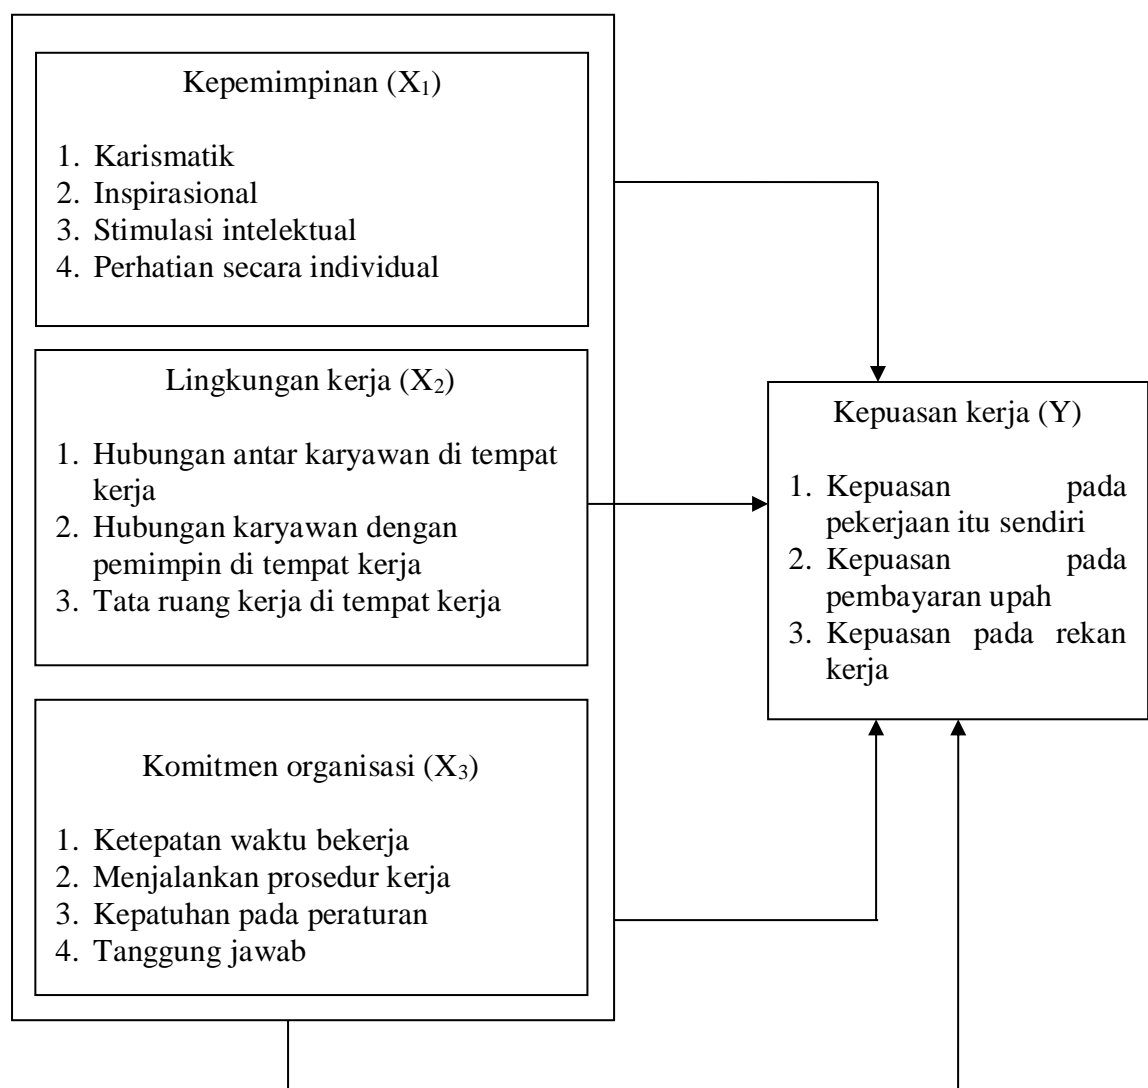 Kepemimpinan (X₁)
1. Karismatik
2. Inspirasional
3. Stimulasi intelektual
4. Perhatian secara individual
Lingkungan kerja (X₂)
1. Hubungan antar karyawan di tempat
kerja
2. Hubungan karyawan dengan
pemimpin di tempat kerja
3. Tata ruang kerja di tempat kerja
Komitmen organisasi (X₃)
1. Ketepatan waktu bekerja
2. Menjalankan prosedur kerja
3. Kepatuhan pada peraturan
4. Tanggung jawab
Kepuasan kerja (Y)
1. Kepuasan pada
pekerjaan itu sendiri
2. Kepuasan pada
pembayaran upah
3. Kepuasan pada rekan
kerja